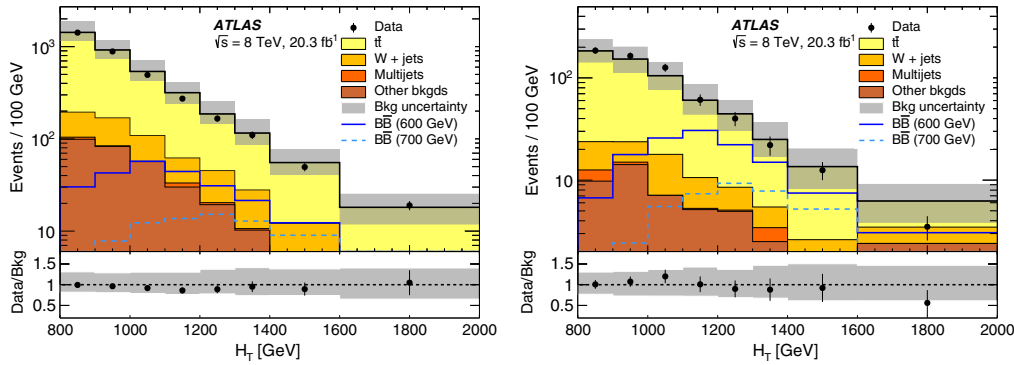 ATLAS
√s = 8 TeV, 20.3 fb⁻¹
Data
tt̄
W + jets
Multijets
Other bkgds
Bkg uncertainty
BB̄ (600 GeV)
BB̄ (700 GeV)
Events / 100 GeV
10³
10²
10
Data/Bkg
1.5
1
0.5
800 1000 1200 1400 1600 1800 2000
H_T [GeV]
ATLAS
√s = 8 TeV, 20.3 fb⁻¹
Data
tt̄
W + jets
Multijets
Other bkgds
Bkg uncertainty
BB̄ (600 GeV)
BB̄ (700 GeV)
Events / 100 GeV
10²
10
Data/Bkg
1.5
1
0.5
800 1000 1200 1400 1600 1800 2000
H_T [GeV]